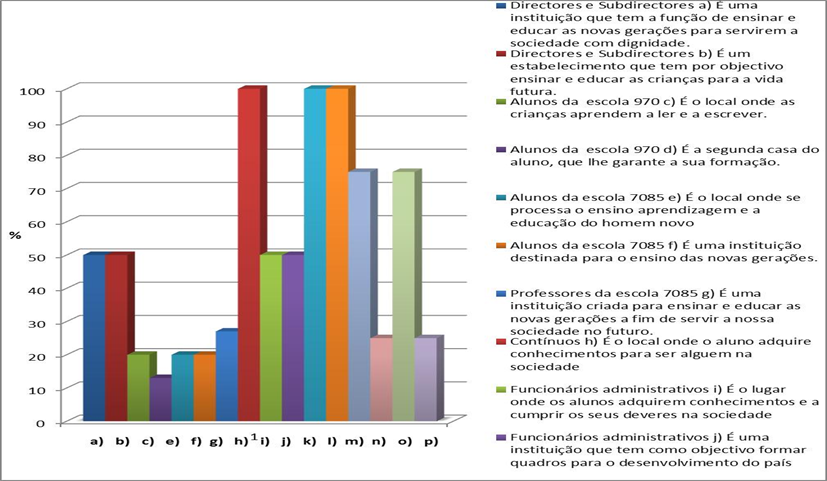 100
90
80
70
60
50
40
30
20
10
0
%
a) b) c) e) f) g) h) 1 i) j) k) l) m) n) o) p)
Directores e Subdirectores a) É uma
instituição que tem a função de ensinar e
educar as novas gerações para servirem a
sociedade com dignidade.
Directores e Subdirectores b) É um
estabelecimento que tem por objectivo
ensinar e educar as crianças para a vida
futura.
Alunos da escola 970 c) É o local onde as
crianças aprendem a ler e a escrever.
Alunos da escola 970 d) É a segunda casa do
aluno, que lhe garante a sua formação.
Alunos da escola 7085 e) É o local onde se
processa o ensino aprendizagem e a
educação do homem novo
Alunos da escola 7085 f) É uma instituição
destinada para o ensino das novas gerações.
Professores da escola 7085 g) É uma
instituição criada para ensinar e educar as
novas gerações a fim de servir a nossa
sociedade no futuro.
Contínuos h) É o local onde o aluno adquire
conhecimentos para ser alguem na
sociedade
Funcionários administrativos i) É o lugar
onde os alunos adquirem conhecimentos e a
cumprir os seus deveres na sociedade
Funcionários administrativos j) É uma
instituição que tem como objectivo formar
quadros para o desenvolvimento do país